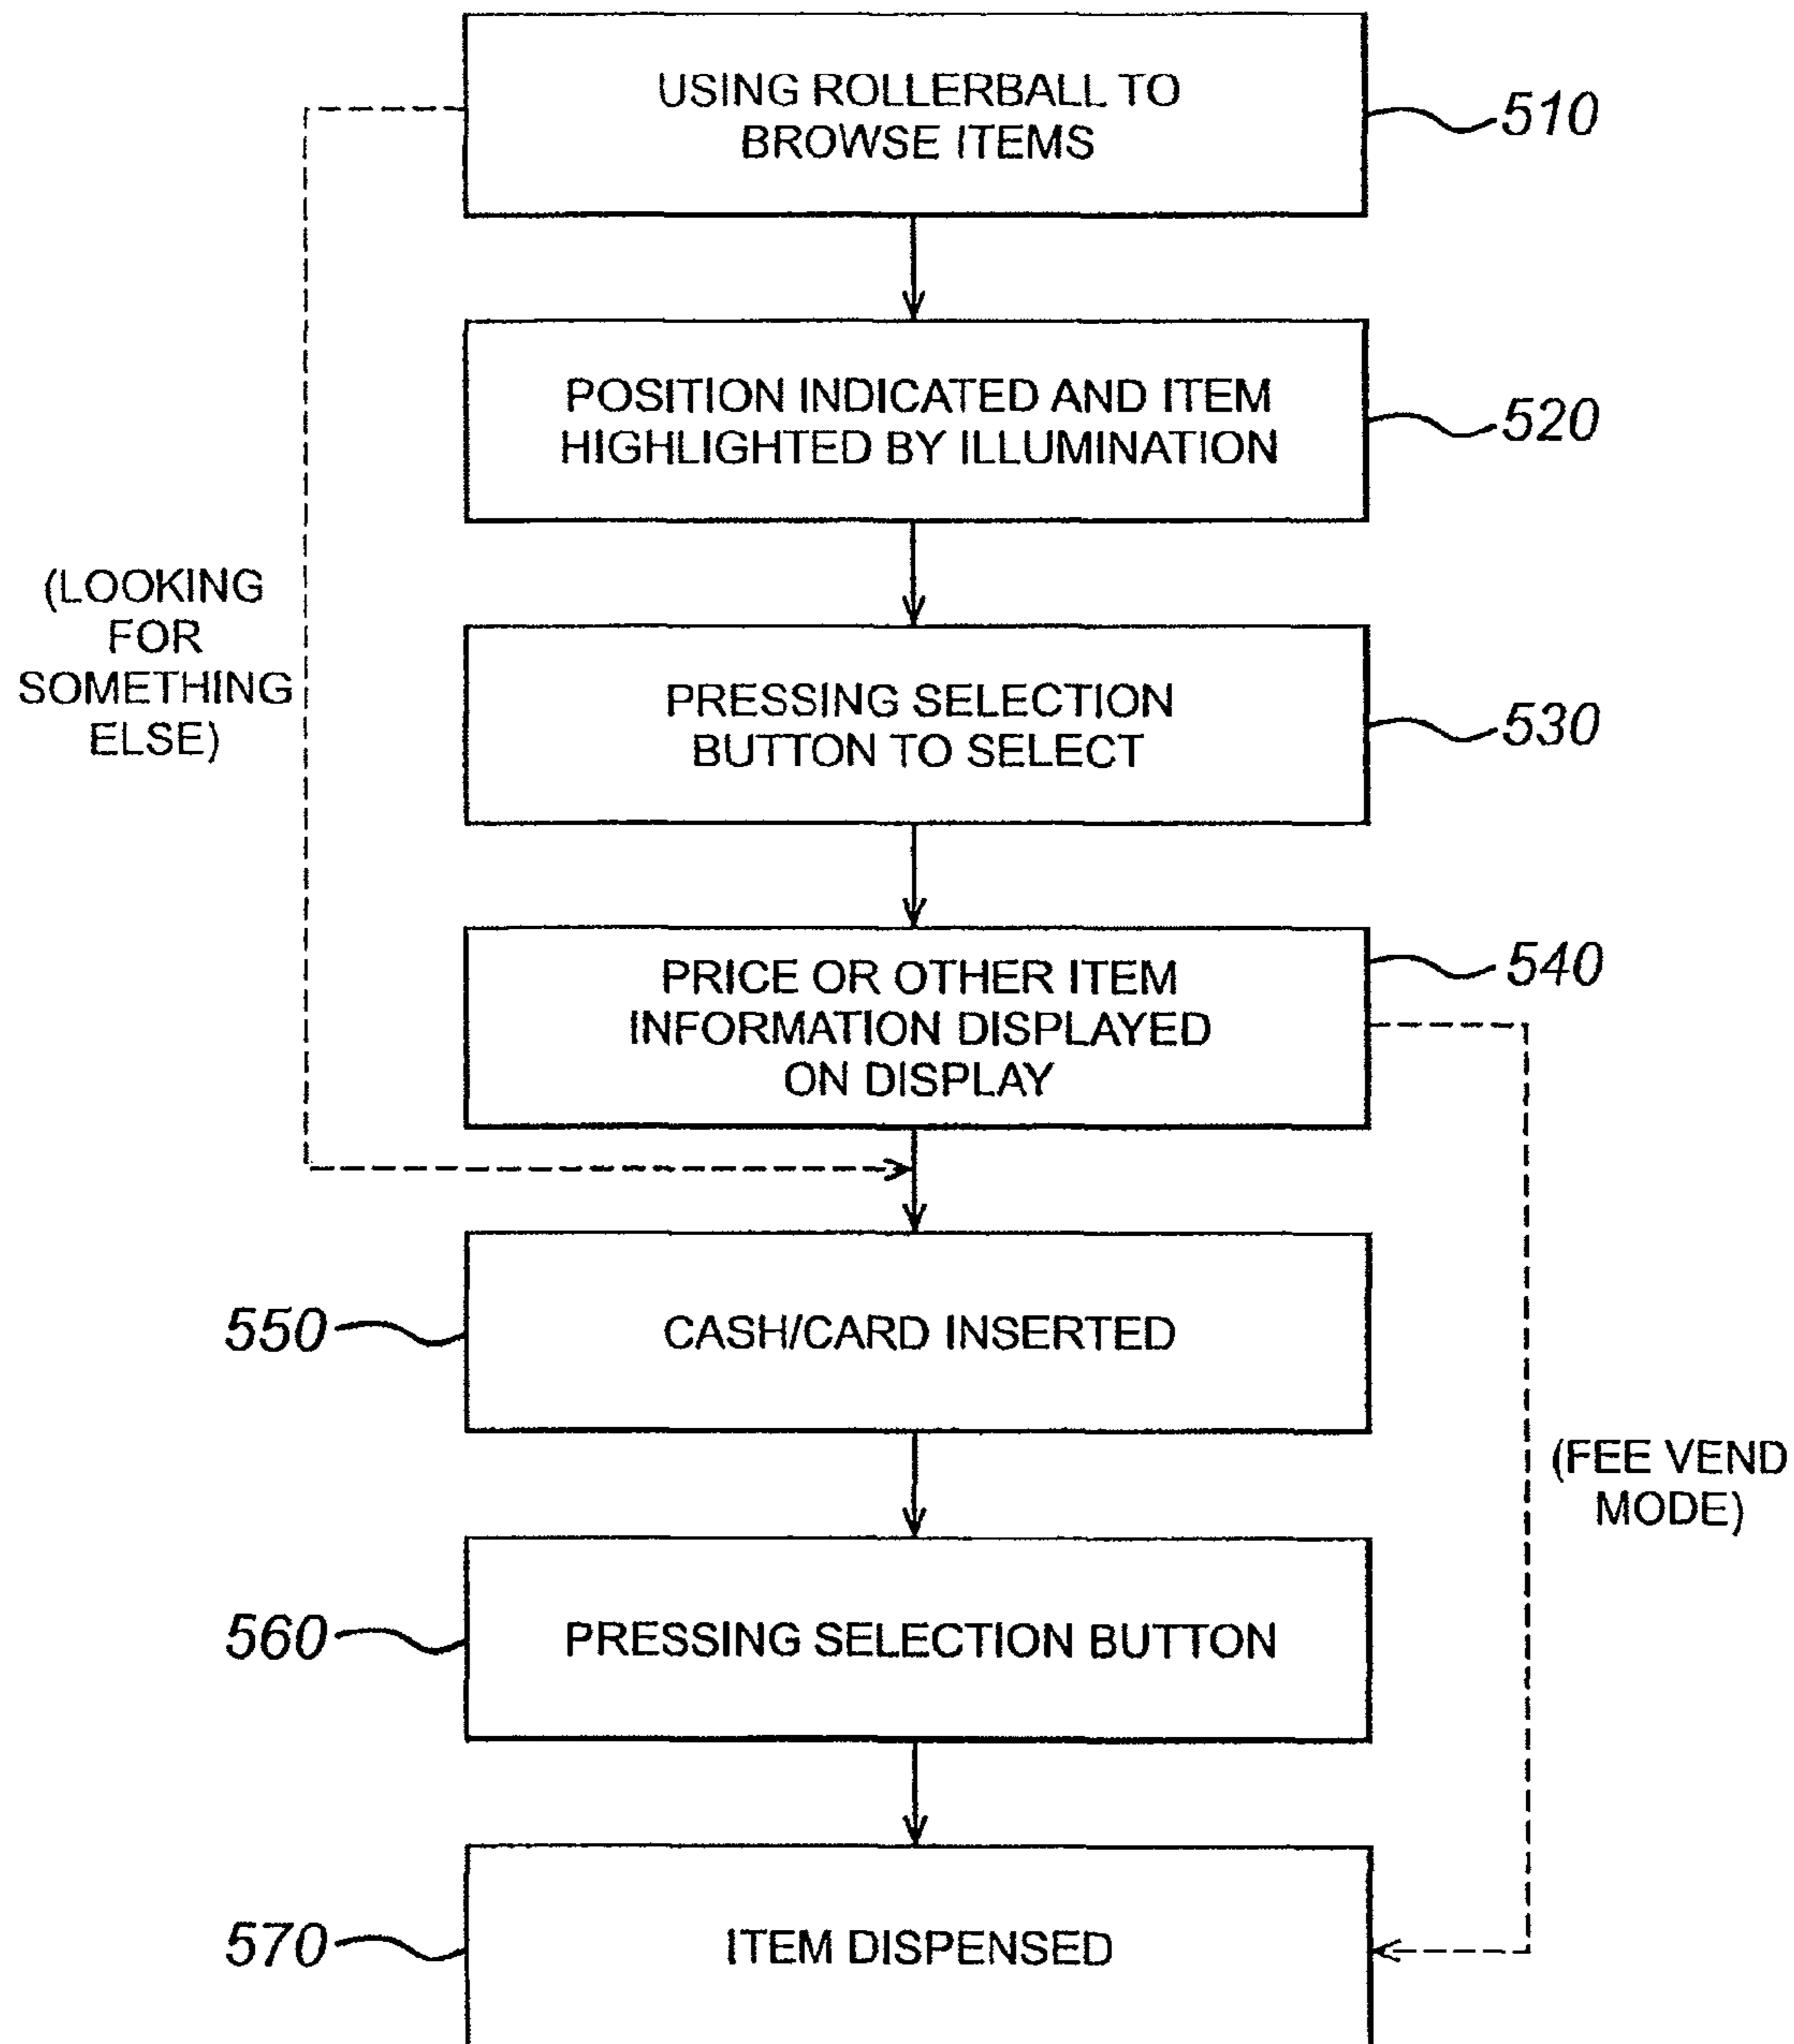 USING ROLLERBALL TO
BROWSE ITEMS
510
POSITION INDICATED AND ITEM
HIGHLIGHTED BY ILLUMINATION
520
(LOOKING
FOR
SOMETHING
ELSE)
PRESSING SELECTION
BUTTON TO SELECT
530
PRICE OR OTHER ITEM
INFORMATION DISPLAYED
ON DISPLAY
540
550
CASH/CARD INSERTED
(FEE VEND
MODE)
560
PRESSING SELECTION BUTTON
570
ITEM DISPENSED